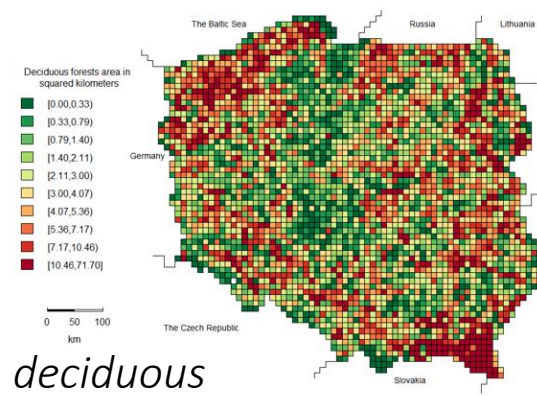 The Baltic Sea
Russia
Lithuania
Deciduous forests area in
squared kilometers
[0.00,0.33)
[0.33,0.79)
[0.79,1.40)
[1.40,2.11)
[2.11,3.00)
[3.00,4.07)
[4.07,5.36)
[5.36,7.17)
[7.17,10.46)
[10.46,71.70]
Germany
0 50 100
km
The Czech Republic
Slovakia
deciduous